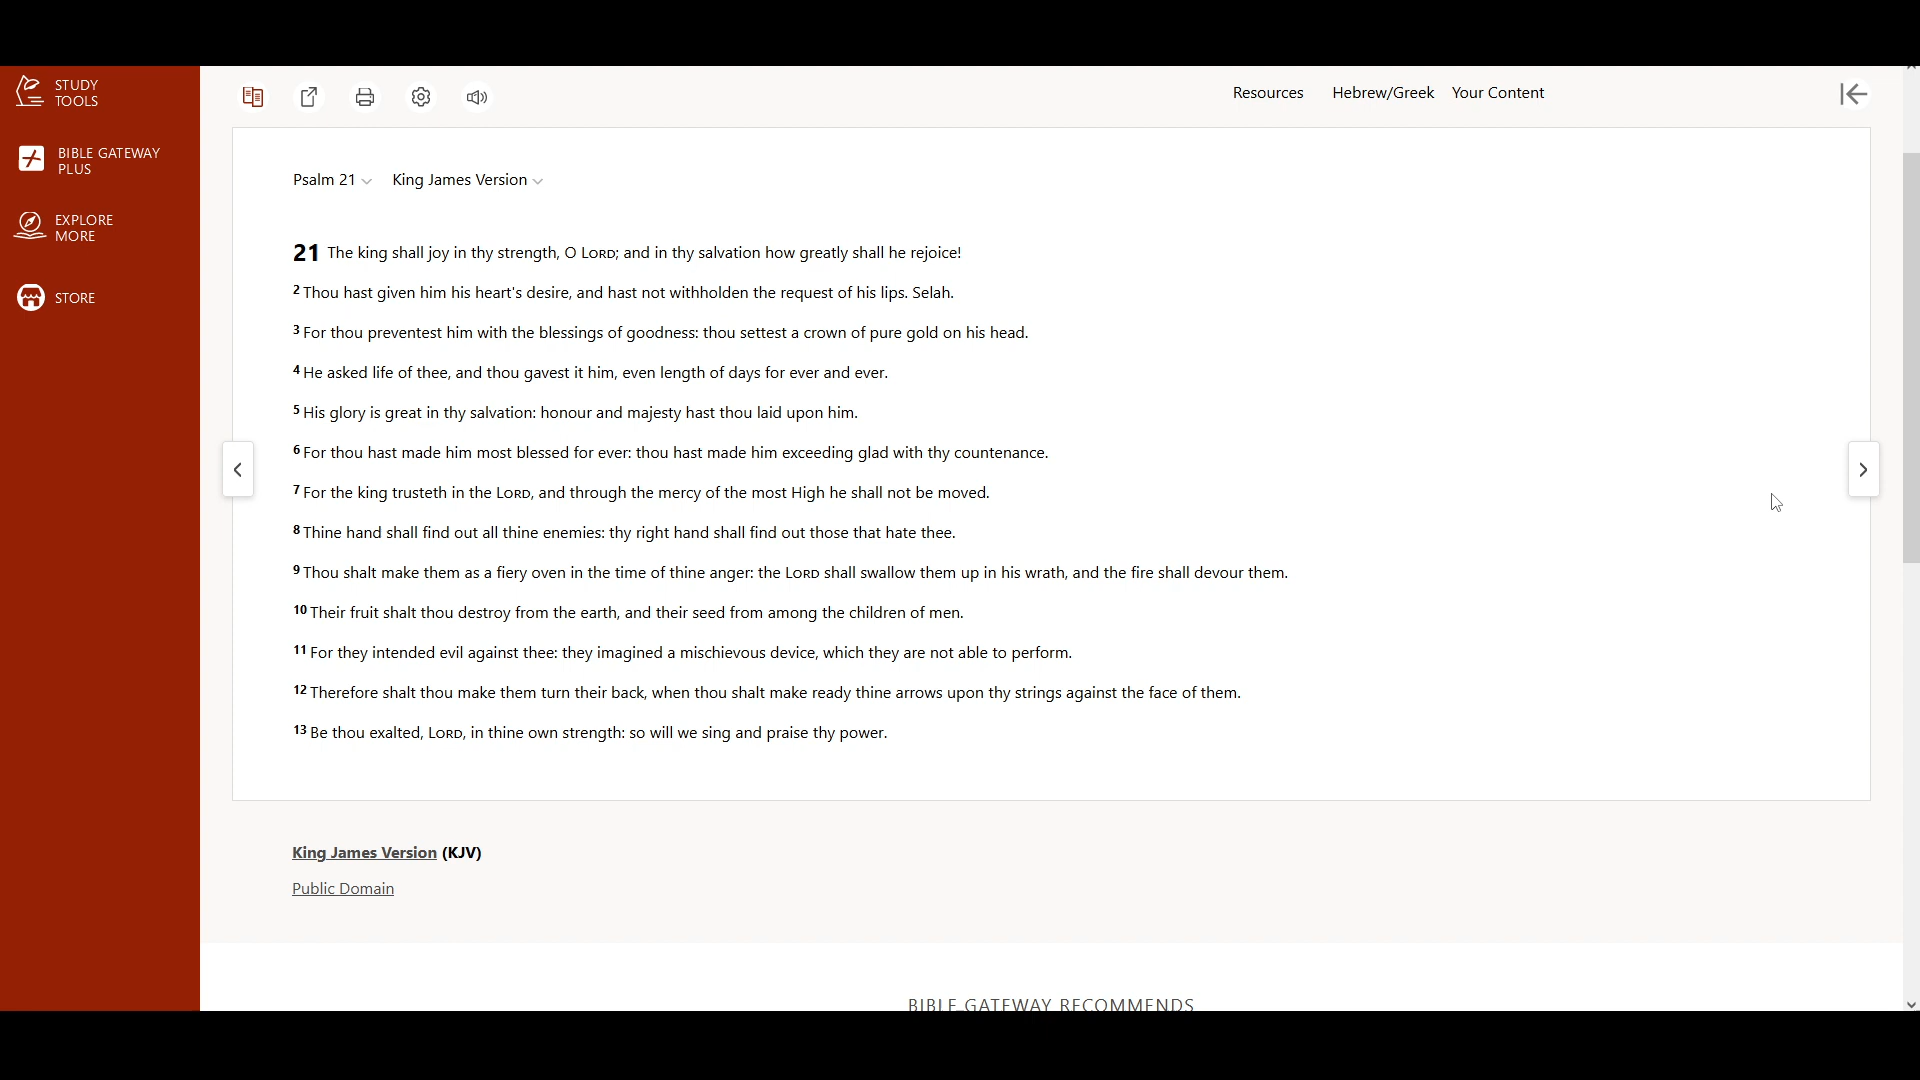 STUDY
TOOLS
BIBLE GATEWAY
PLUS
EXPLORE
MORE
STORE
Resources Hebrew/Greek Your Content
Psalm 21 King James Version
21 The king shall joy in thy strength, O LORD; and in thy salvation how greatly shall he rejoice!
2 Thou hast given him his heart's desire, and hast not withholden the request of his lips. Selah.
3 For thou preventest him with the blessings of goodness: thou settest a crown of pure gold on his head.
4 He asked life of thee, and thou gavest it him, even length of days for ever and ever.
5 His glory is great in thy salvation: honour and majesty hast thou laid upon him.
6 For thou hast made him most blessed for ever: thou hast made him exceeding glad with thy countenance.
7 For the king trusteth in the LORD, and through the mercy of the most High he shall not be moved.
8 Thine hand shall find out all thine enemies: thy right hand shall find out those that hate thee.
9 Thou shalt make them as a fiery oven in the time of thine anger: the LORD shall swallow them up in his wrath, and the fire shall devour them.
10 Their fruit shalt thou destroy from the earth, and their seed from among the children of men.
11 For they intended evil against thee: they imagined a mischievous device, which they are not able to perform.
12 Therefore shalt thou make them turn their back, when thou shalt make ready thine arrows upon thy strings against the face of them.
13 Be thou exalted, LORD, in thine own strength: so will we sing and praise thy power.
King James Version (KJV)
Public Domain
BIBLE GATEWAY RECOMMENDS